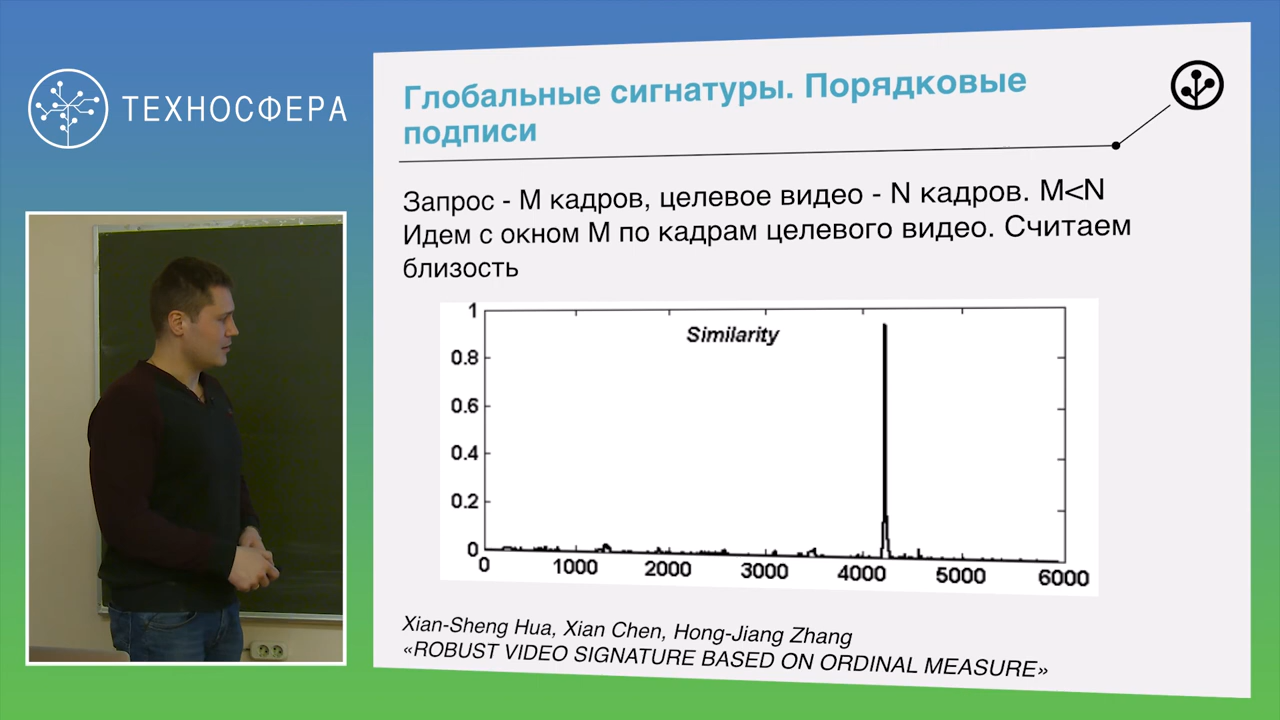 ТЕХНОСФЕРА
Глобальные сигнатуры. Порядковые
подписи
Запрос - М кадров, целевое видео - N кадров. M<N
Идем с окном М по кадрам целевого видео. Считаем
близость
Similarity
1
0.8
0.6
0.4
0.2
0
0 1000 2000 3000 4000 5000 6000
Xian-Sheng Hua, Xian Chen, Hong-Jiang Zhang
«ROBUST VIDEO SIGNATURE BASED ON ORDINAL MEASURE»